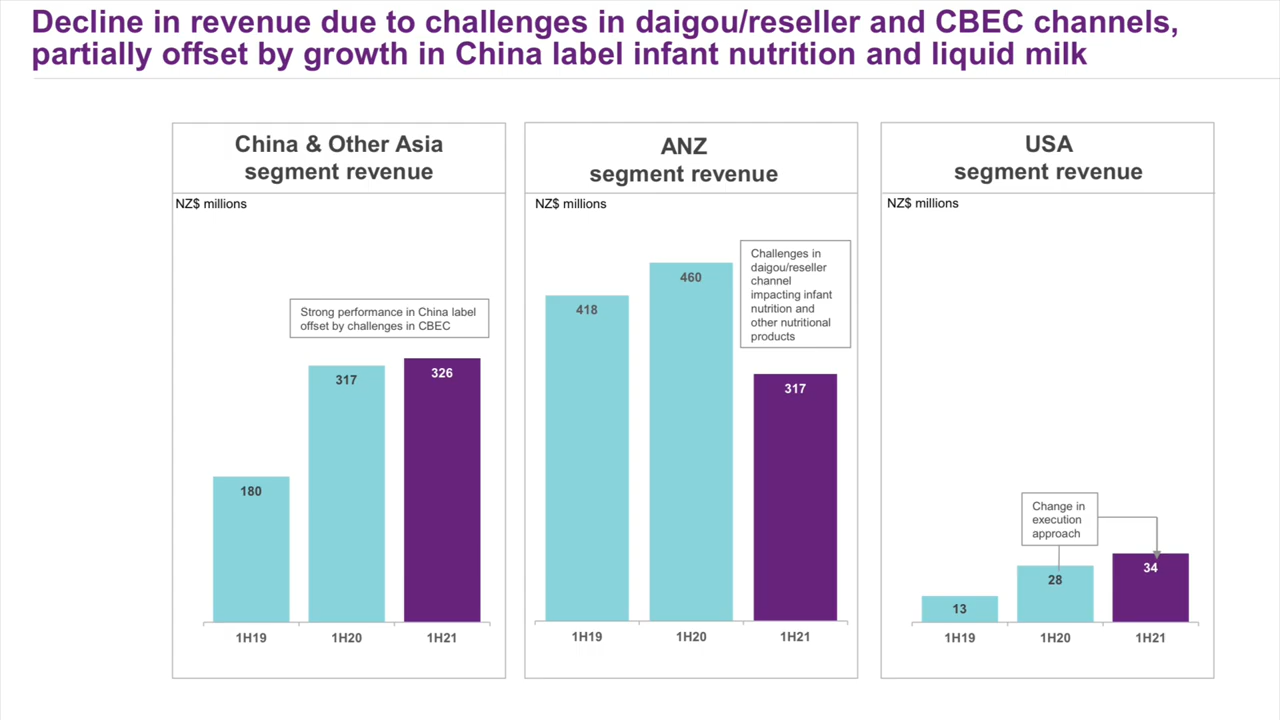 Decline in revenue due to challenges in daigou/reseller and CBEC channels,
partially offset by growth in China label infant nutrition and liquid milk
China & Other Asia
segment revenue
NZ$ millions
Strong performance in China label
offset by challenges in CBEC
180
317
326
1H19
1H20
1H21
ANZ
segment revenue
NZ$ millions
Challenges in
daigou/reseller
channel
impacting infant
nutrition and
other nutritional
products
418
460
317
1H19
1H20
1H21
USA
segment revenue
NZ$ millions
Change in
execution
approach
13
28
34
1H19
1H20
1H21